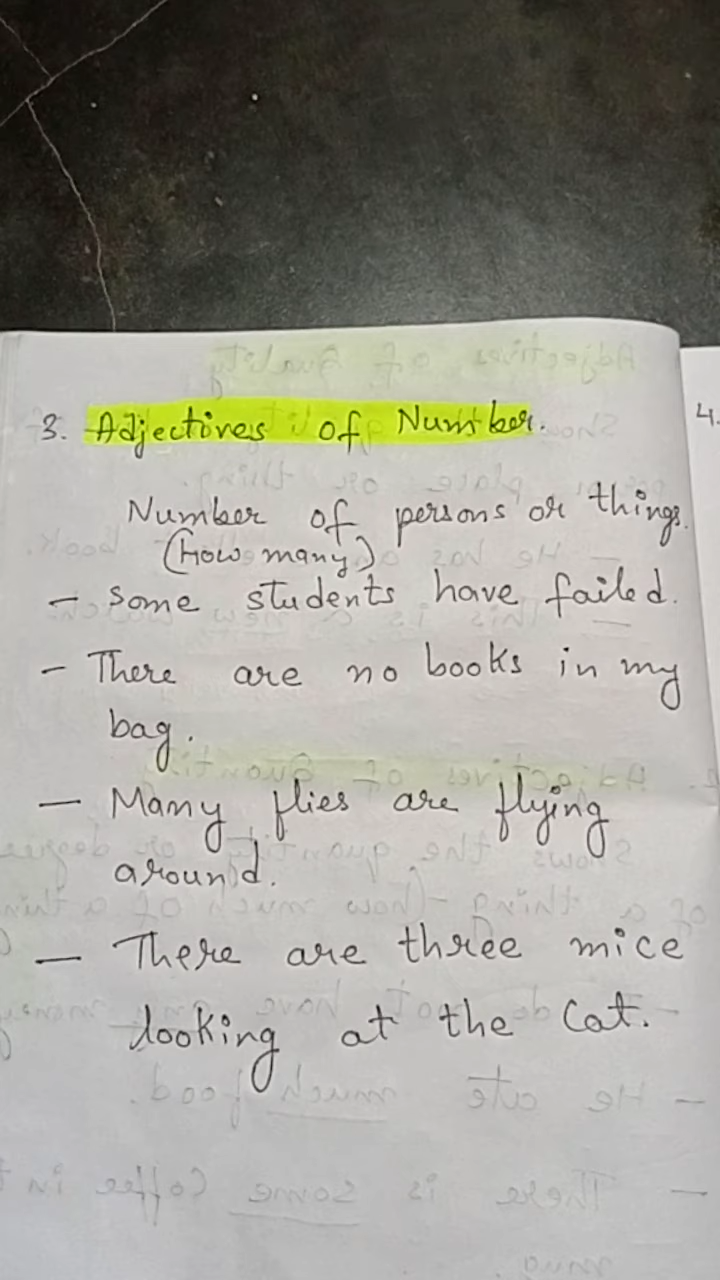 3. Adjectives of Number.
4.
Number of persons or things.
(how many)
- Some students have failed.
- There are no books in my
bag.
- Many flies are flying
around.
- There are three mice
looking at the cat.